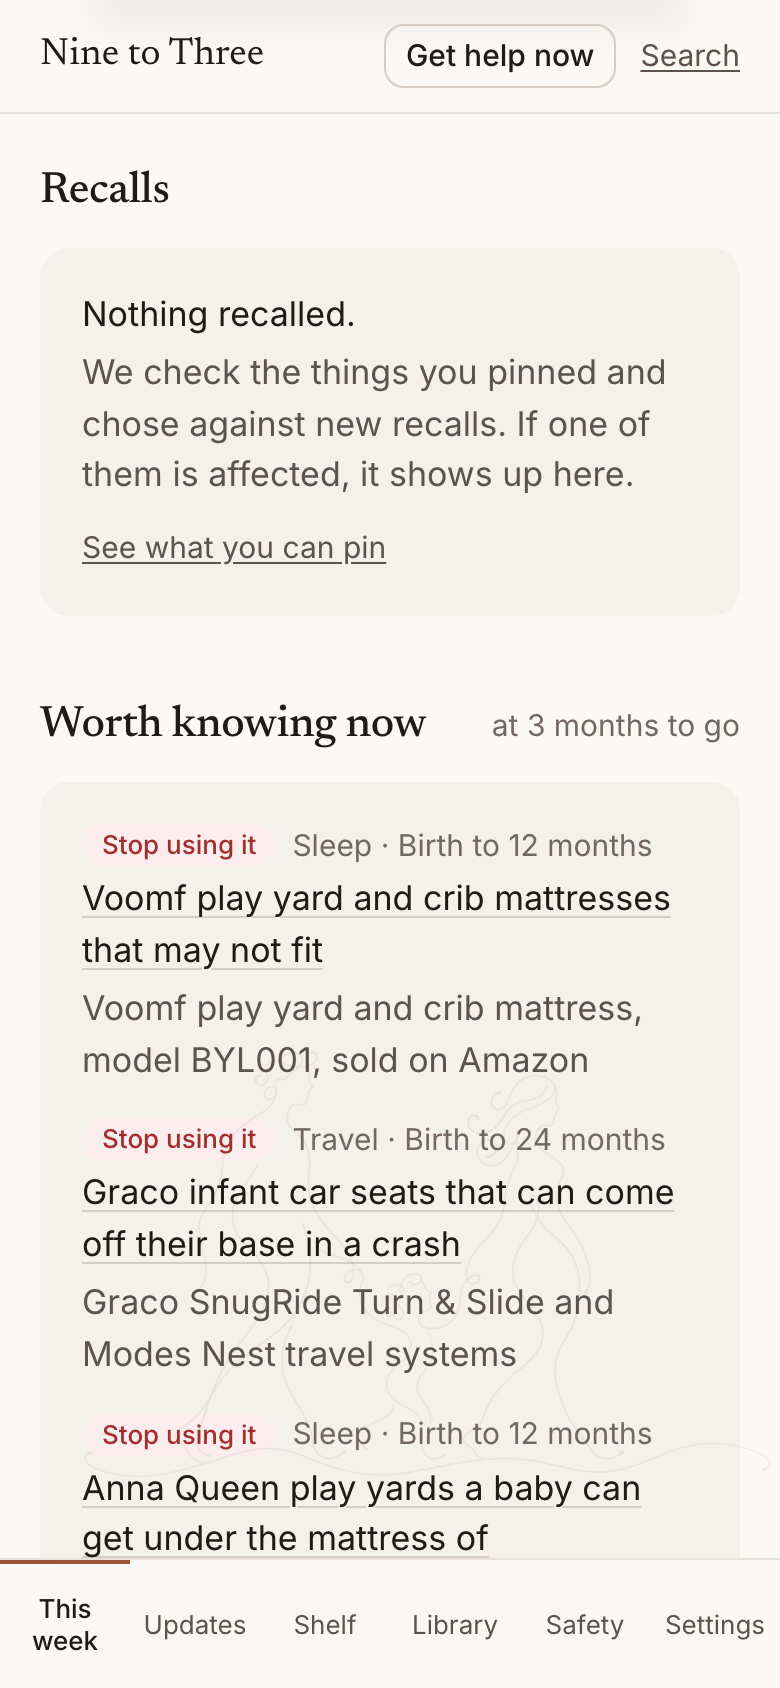 Nine to Three
Get help now
Search
Recalls
Nothing recalled.
We check the things you pinned and
chose against new recalls. If one of
them is affected, it shows up here.
See what you can pin
Worth knowing now
at 3 months to go
Stop using it
Sleep · Birth to 12 months
Voomf play yard and crib mattresses
that may not fit
Voomf play yard and crib mattress,
model BYL001, sold on Amazon
Stop using it
Travel · Birth to 24 months
Graco infant car seats that can come
off their base in a crash
Graco SnugRide Turn & Slide and
Modes Nest travel systems
Stop using it
Sleep · Birth to 12 months
Anna Queen play yards a baby can
get under the mattress of
This
week
Updates
Shelf
Library
Safety
Settings